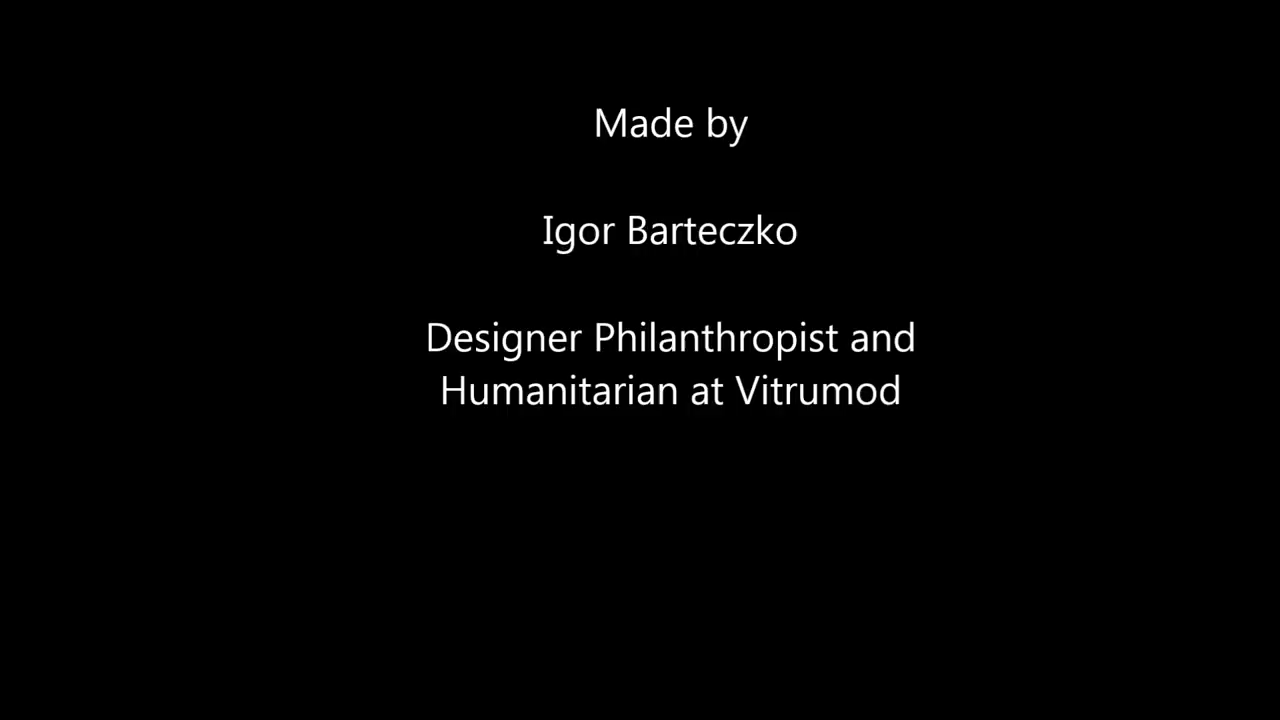 Made by
Igor Barteczko
Designer Philanthropist and
Humanitarian at Vitrumod